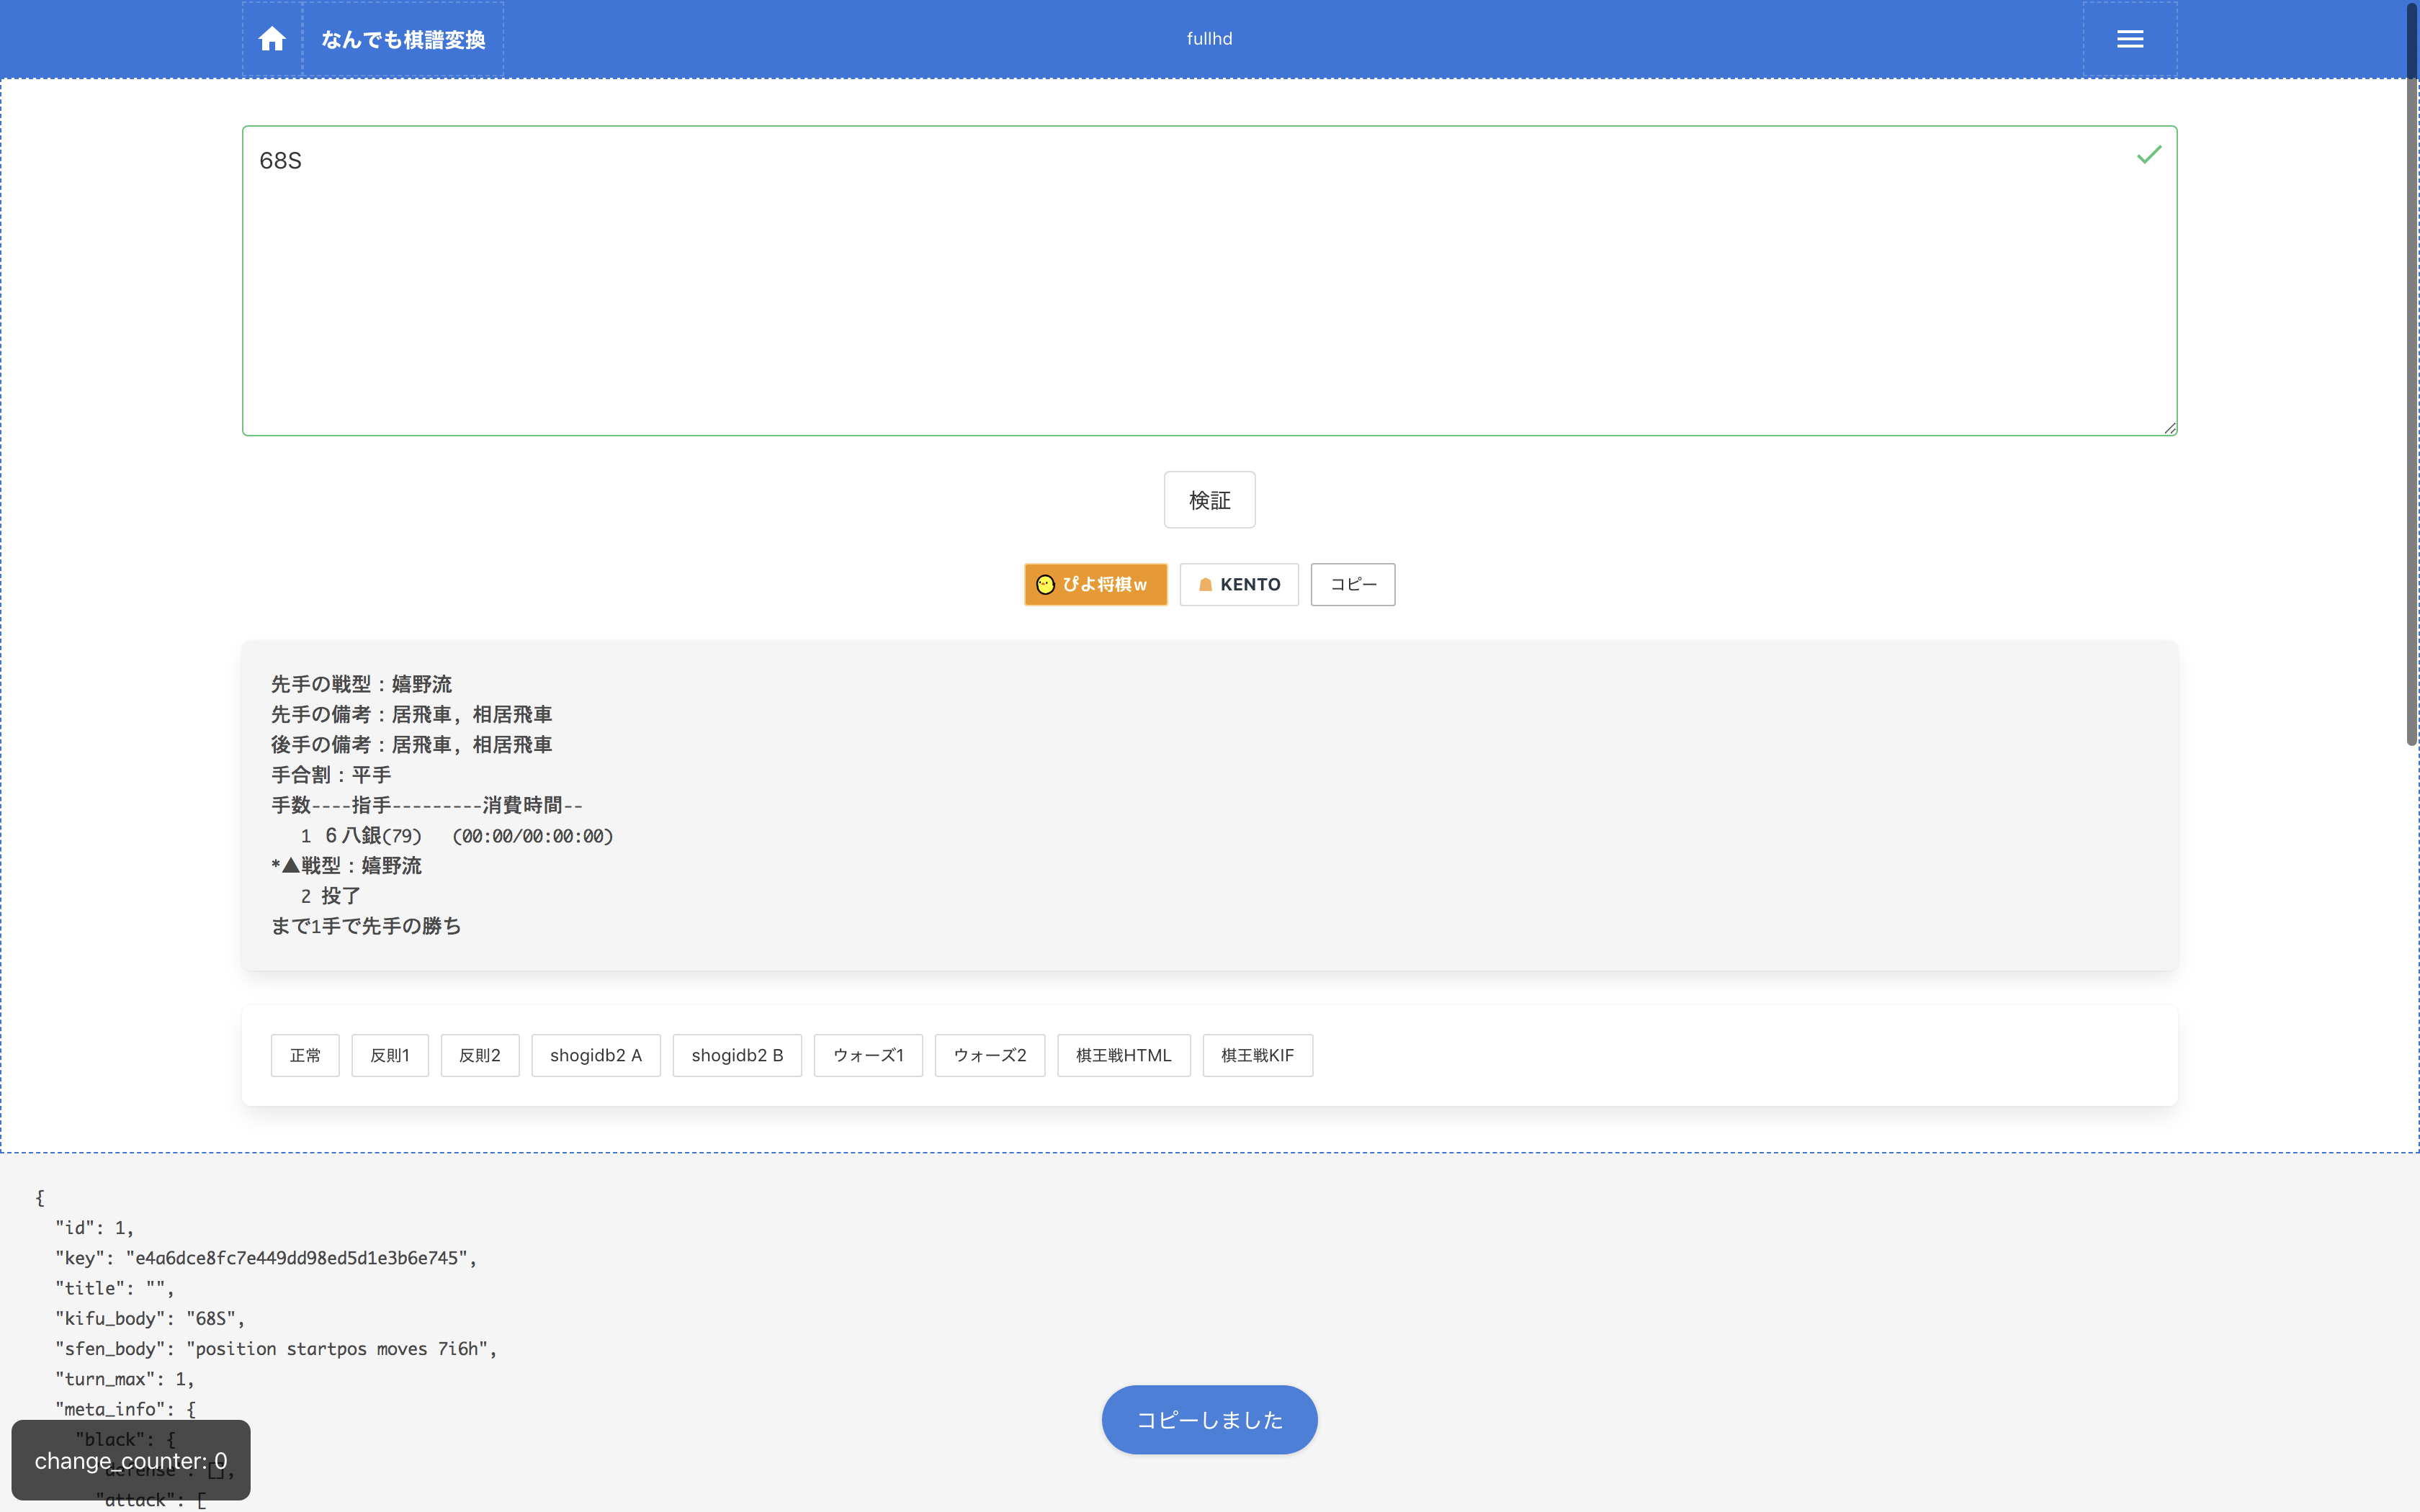 なんでも棋譜変換
fullhd
68S
検証
ぴよ将棋w
KENTO
コピー
先手の戦型：嬉野流
先手の備考：居飛車, 相居飛車
後手の備考：居飛車, 相居飛車
手合割：平手
手数----指手---------消費時間--
1 ６八銀(79) (00:00/00:00:00)
*▲戦型：嬉野流
2 投了
まで1手で先手の勝ち
正常 反則1 反則2 shogidb2 A shogidb2 B ウォーズ1 ウォーズ2 棋王戦HTML 棋王戦KIF
{
"id": 1,
"key": "e4a6dce8fc7e449dd98ed5d1e3b6e745",
"title": "",
"kifu_body": "68S",
"sfen_body": "position startpos moves 7i6h",
"turn_max": 1,
"meta_info": {
"black": {
"defense": [],
"attack": [
change_counter: 0
コピーしました